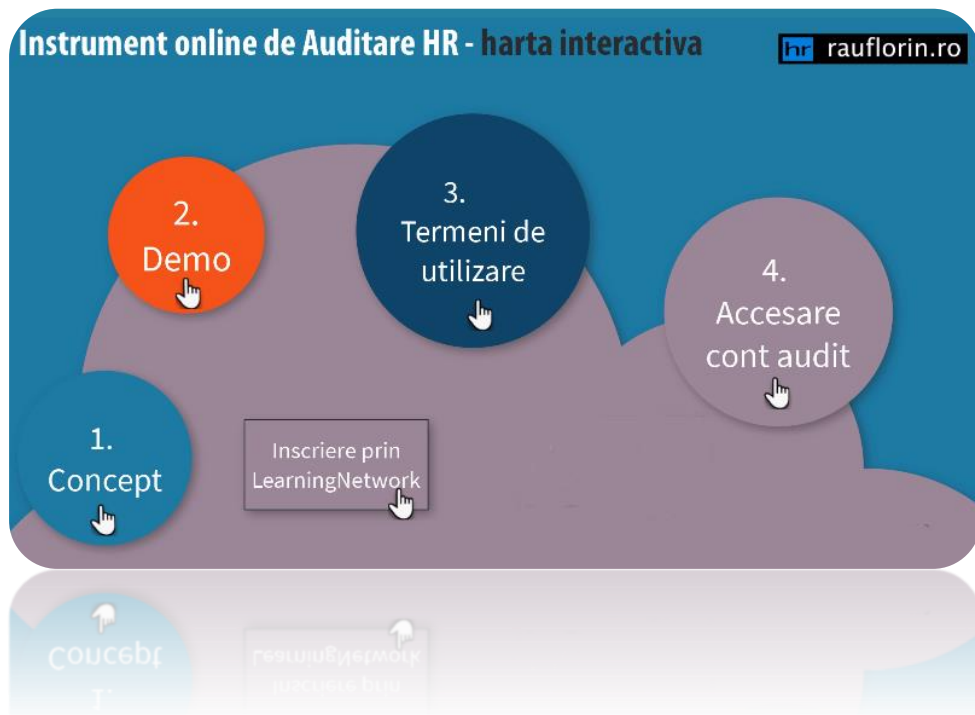 Instrument online de Auditare HR - harta interactiva
hr rauflorin.ro
1.
Concept
2.
Demo
3.
Termeni de
utilizare
4.
Accesare
cont audit
Inscriere prin
LearningNetwork